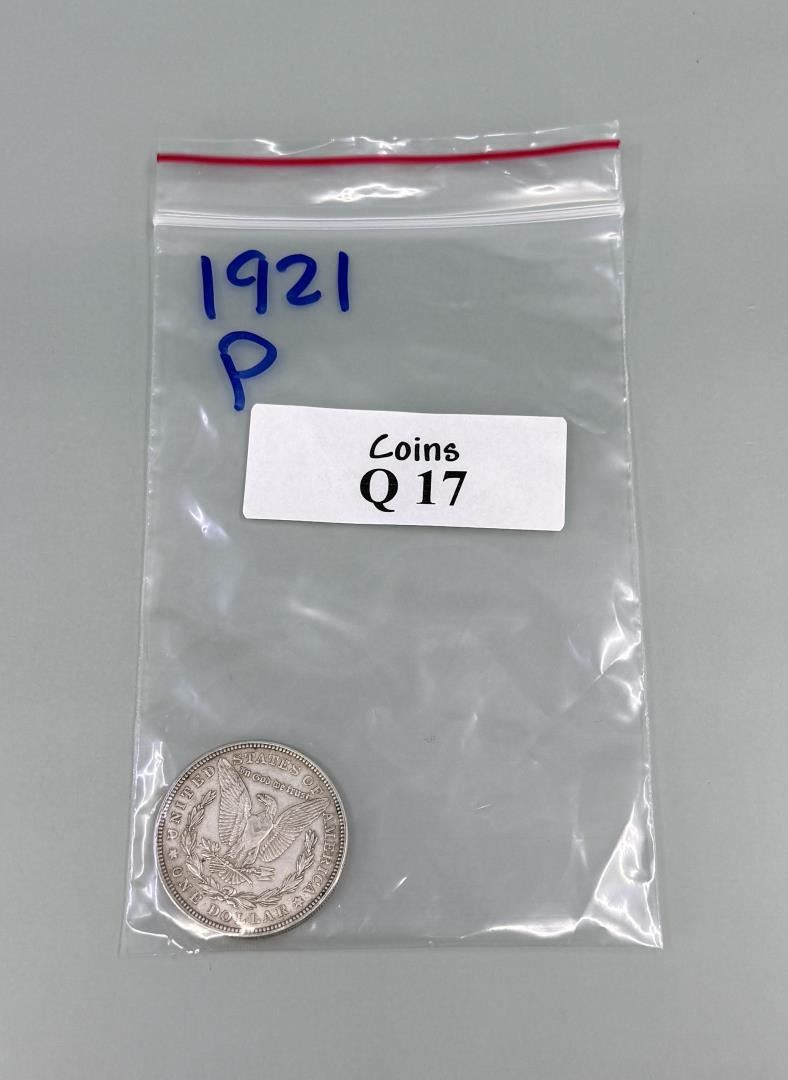 1921
P
Coins
Q 17
UNITED STATES OF AMERICA
In God we trust
★ ONE DOLLAR ★